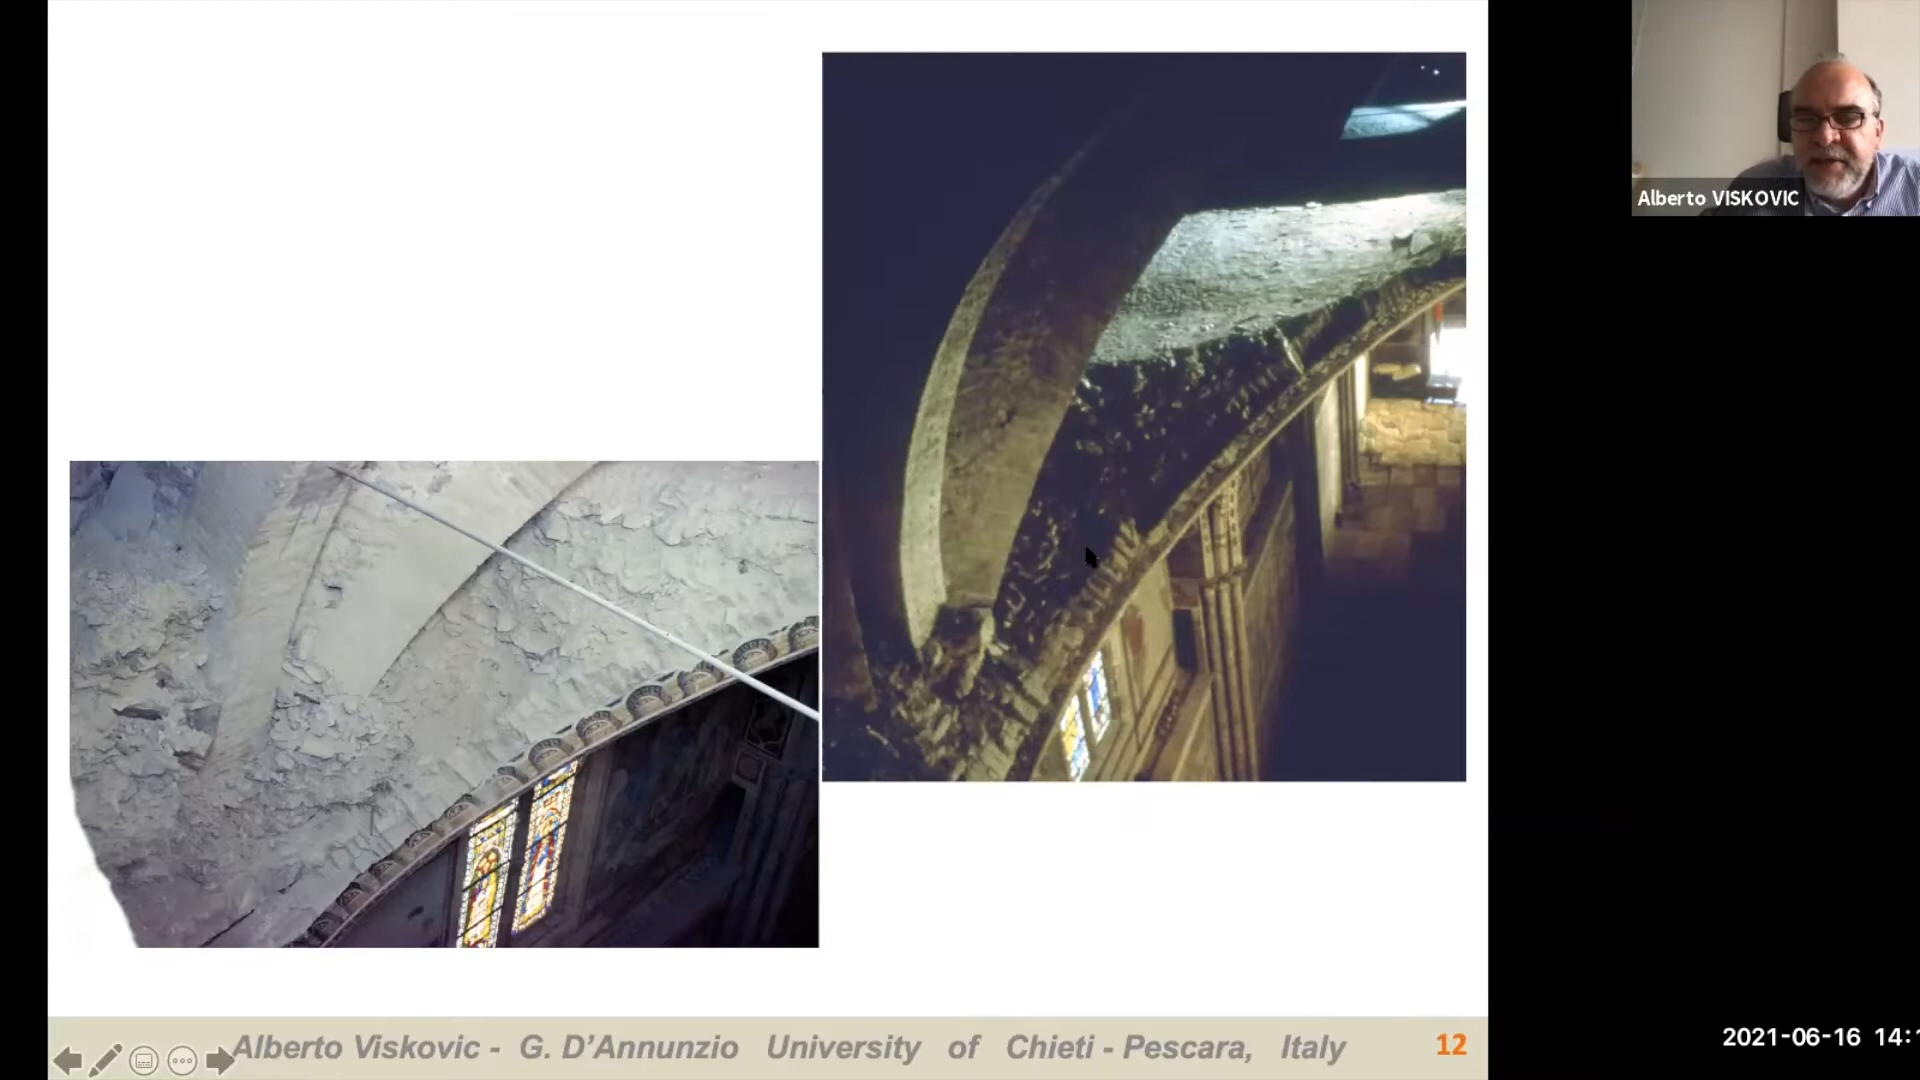 Alberto VISKOVIC
Alberto Viskovic - G. D'Annunzio University of Chieti - Pescara, Italy
12
2021-06-16 14: